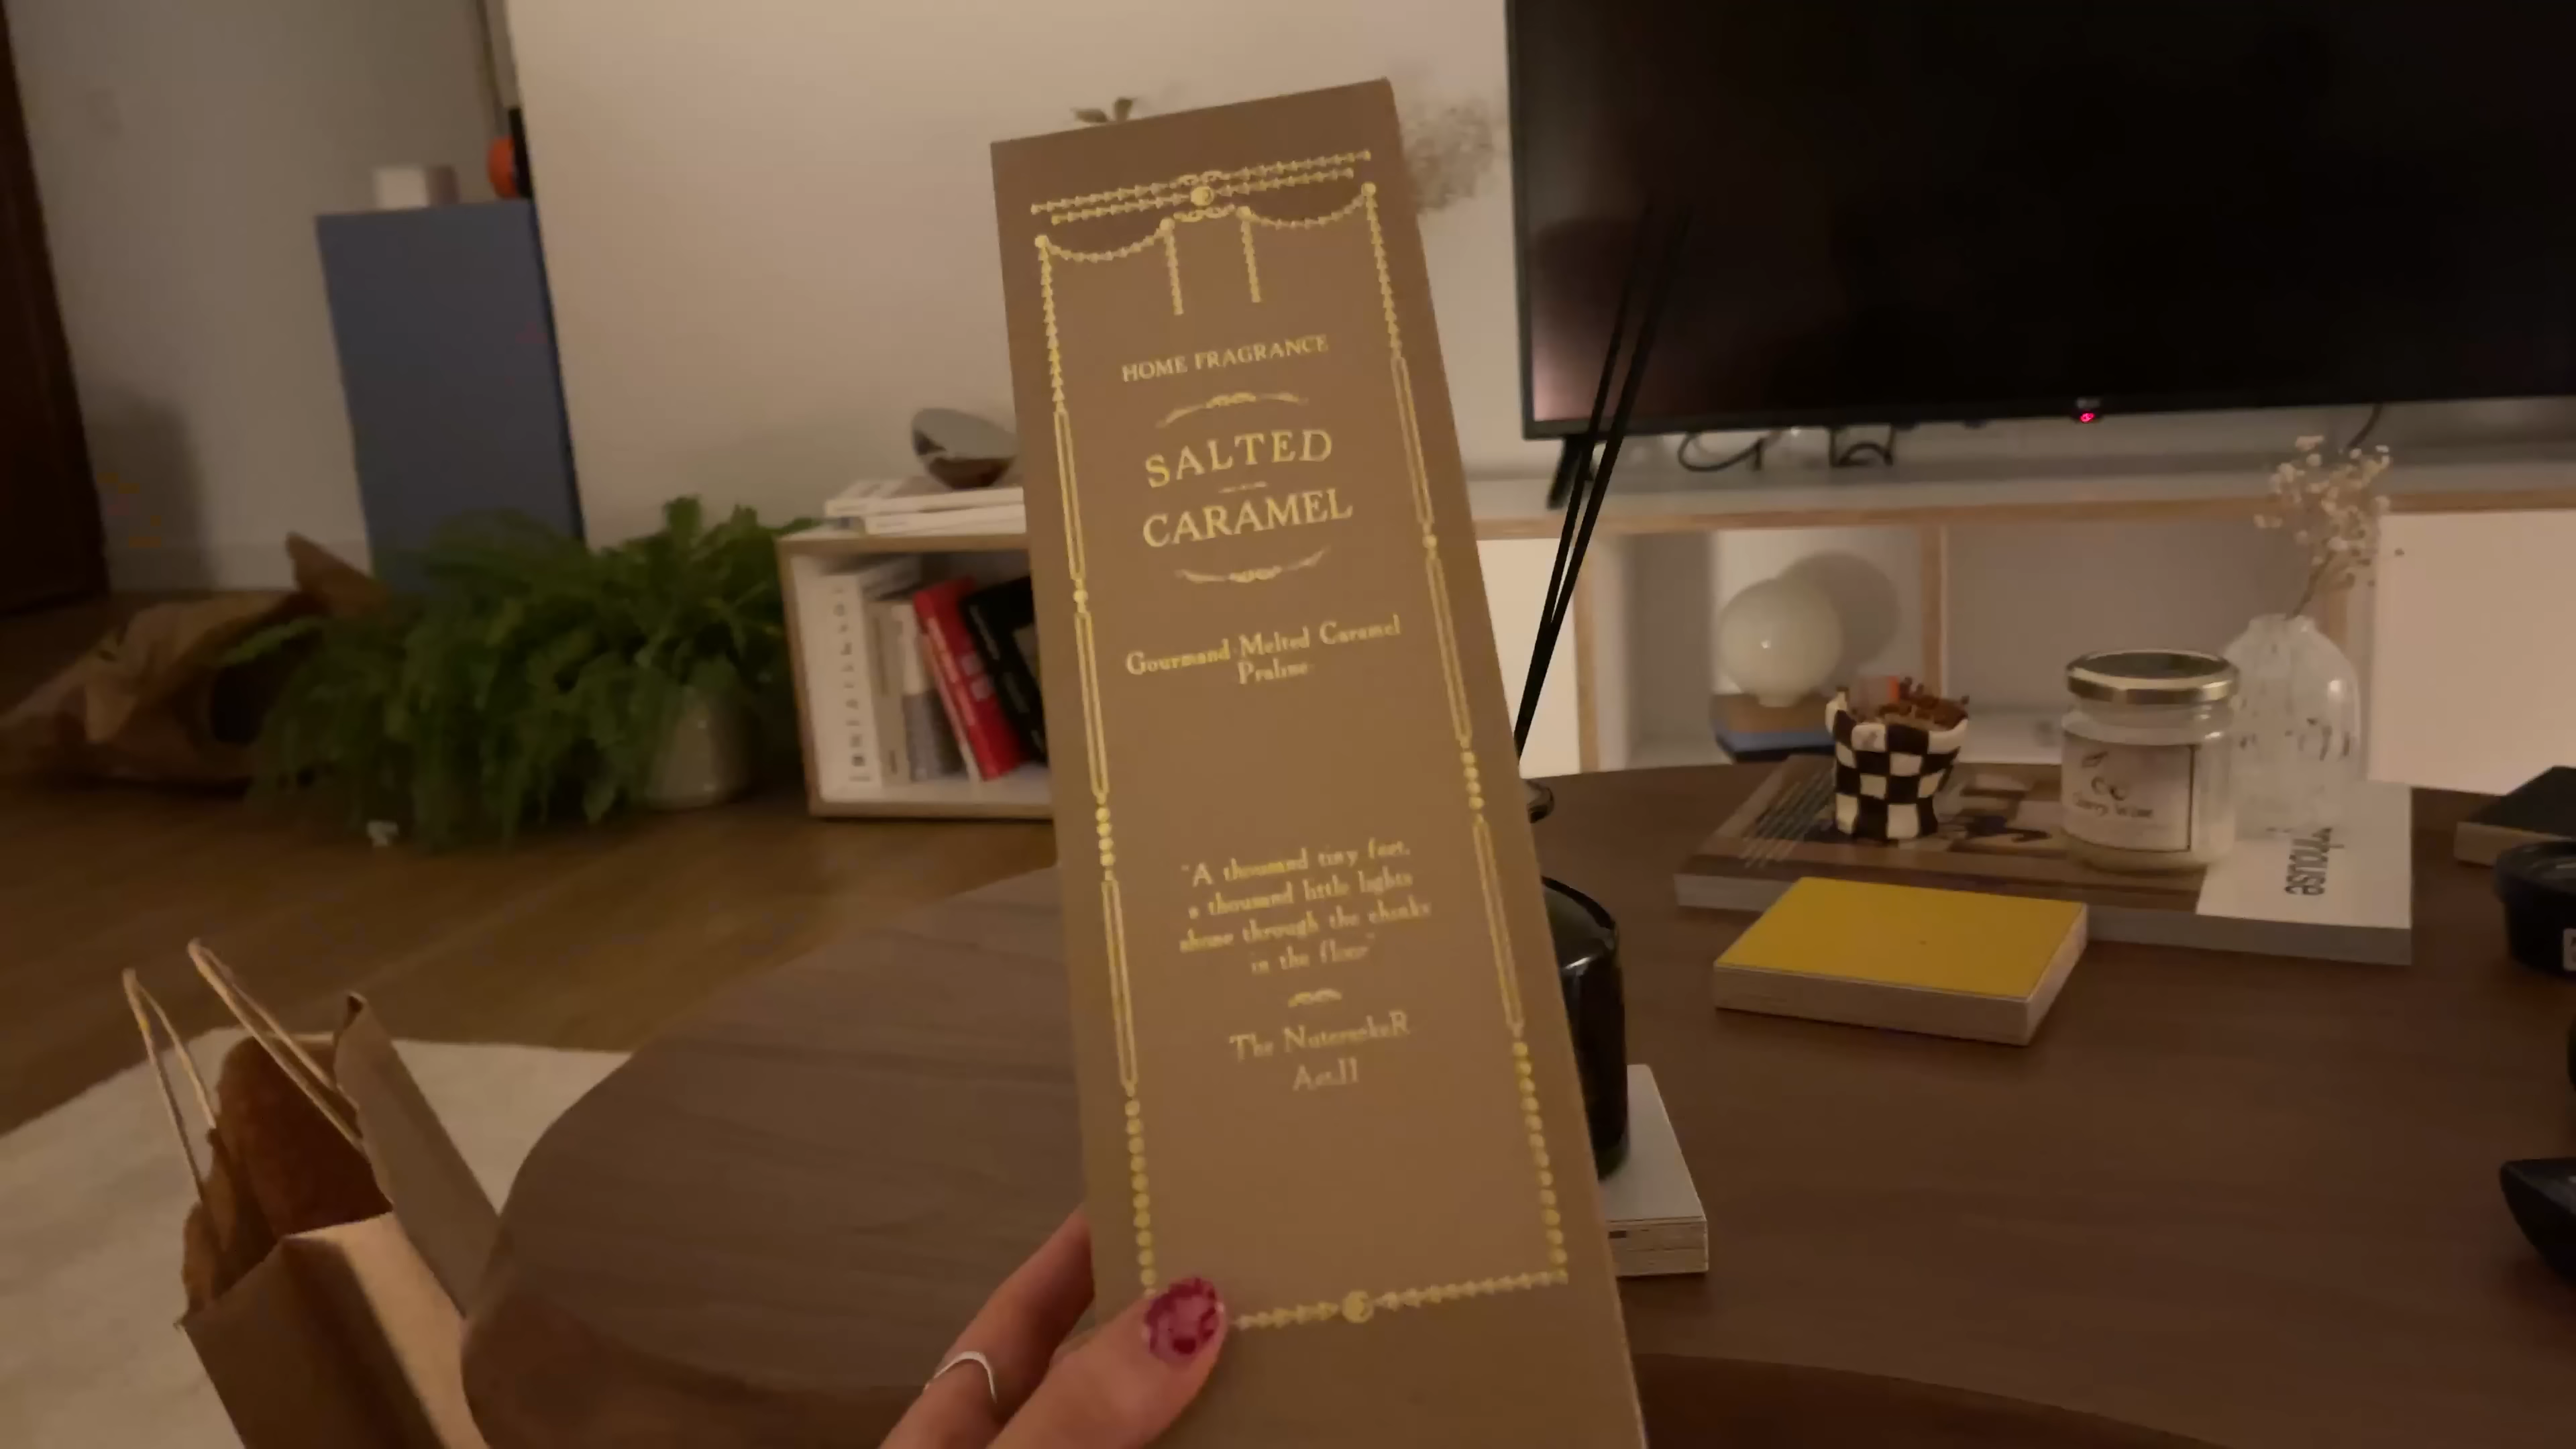 HOME FRAGRANCE
SALTED
CARAMEL
Gourmand·Melted Caramel
Praline
"A thousand tiny feet,
a thousand little lights
shone through the chinks
in the floor"
The NutcrackeR
Act.II
house